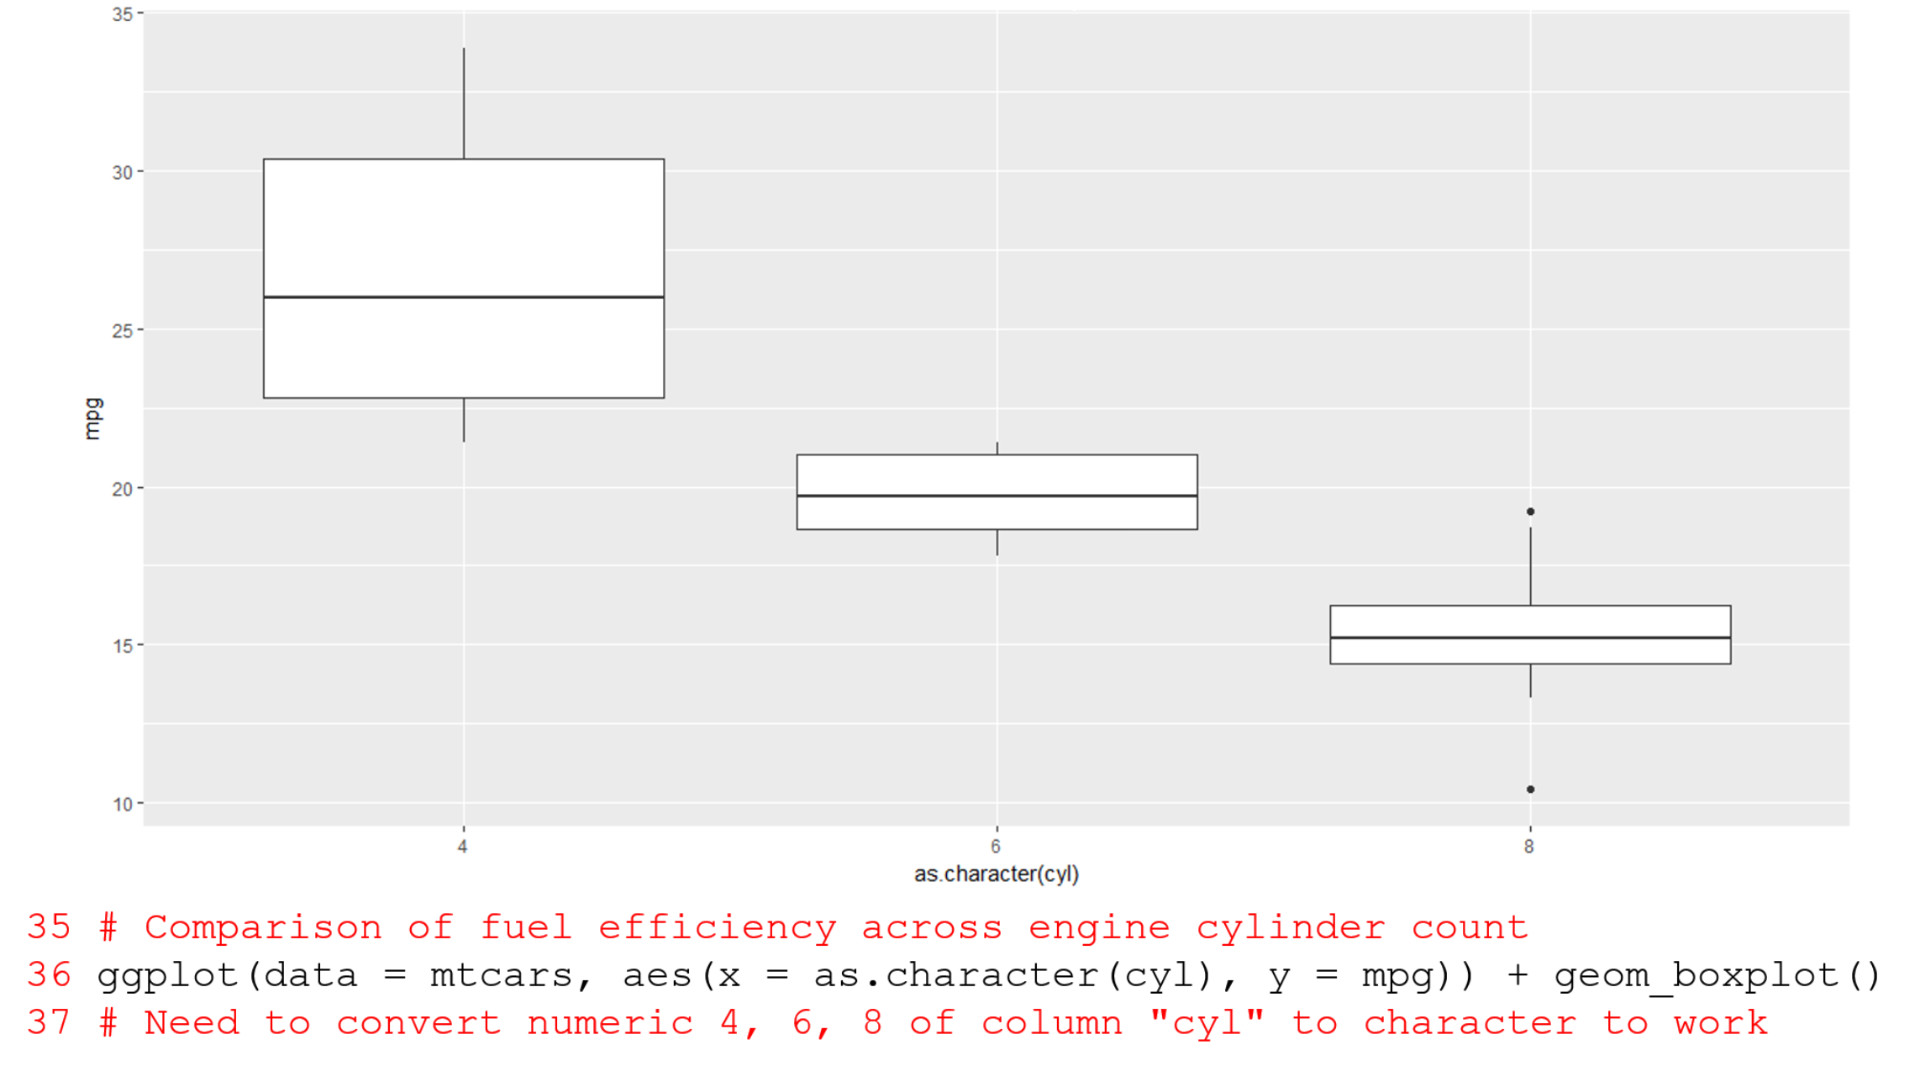 35
30
25
20
15
10
mpg
4 6 8
as.character(cyl)
35 # Comparison of fuel efficiency across engine cylinder count
36 ggplot(data = mtcars, aes(x = as.character(cyl), y = mpg)) + geom_boxplot()
37 # Need to convert numeric 4, 6, 8 of column "cyl" to character to work